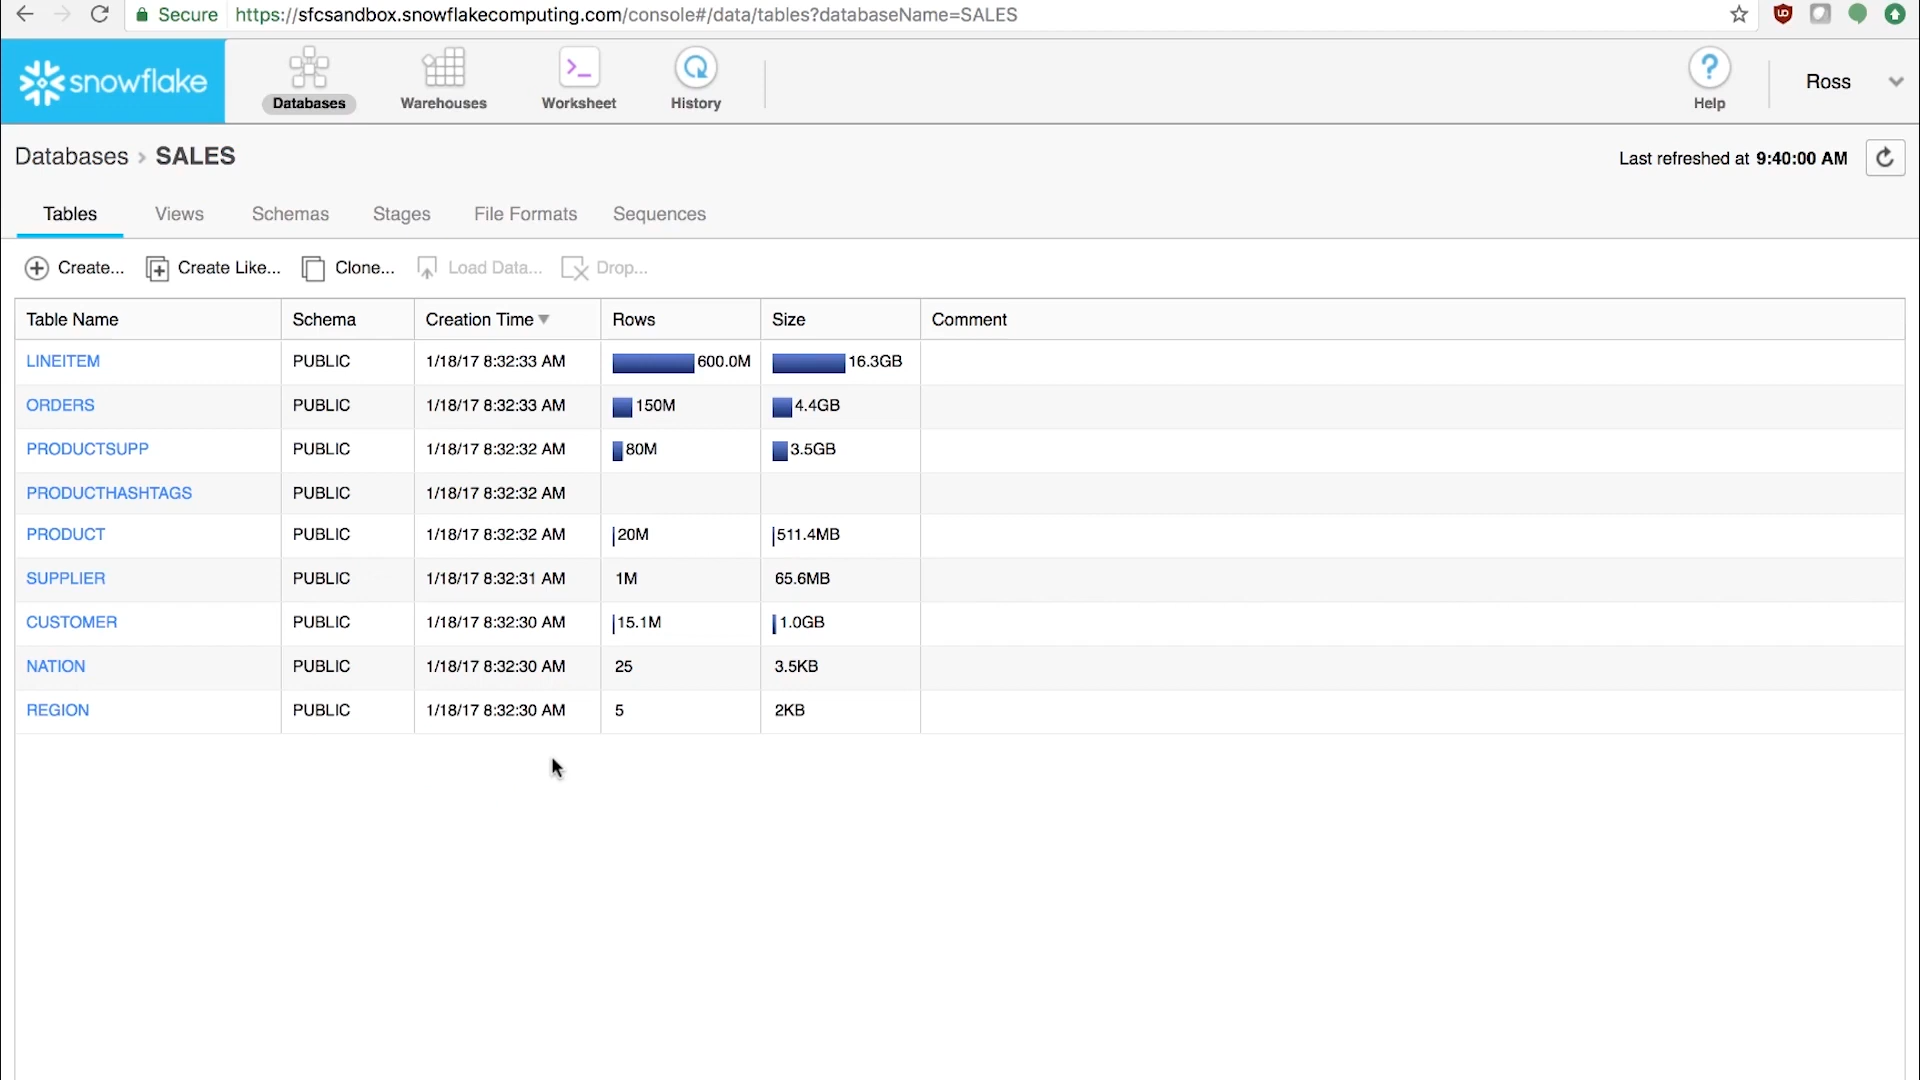 Secure https://sfcsandbox.snowflakecomputing.com/console#/data/tables?databaseName=SALES
snowflake
Databases Warehouses Worksheet History Help Ross
Databases › SALES Last refreshed at 9:40:00 AM
Tables Views Schemas Stages File Formats Sequences
Create... Create Like... Clone... Load Data... Drop...
Table Name Schema Creation Time Rows Size Comment
LINEITEM PUBLIC 1/18/17 8:32:33 AM 600.0M 16.3GB
ORDERS PUBLIC 1/18/17 8:32:33 AM 150M 4.4GB
PRODUCTSUPP PUBLIC 1/18/17 8:32:32 AM 80M 3.5GB
PRODUCTHASHTAGS PUBLIC 1/18/17 8:32:32 AM
PRODUCT PUBLIC 1/18/17 8:32:32 AM 20M 511.4MB
SUPPLIER PUBLIC 1/18/17 8:32:31 AM 1M 65.6MB
CUSTOMER PUBLIC 1/18/17 8:32:30 AM 15.1M 1.0GB
NATION PUBLIC 1/18/17 8:32:30 AM 25 3.5KB
REGION PUBLIC 1/18/17 8:32:30 AM 5 2KB